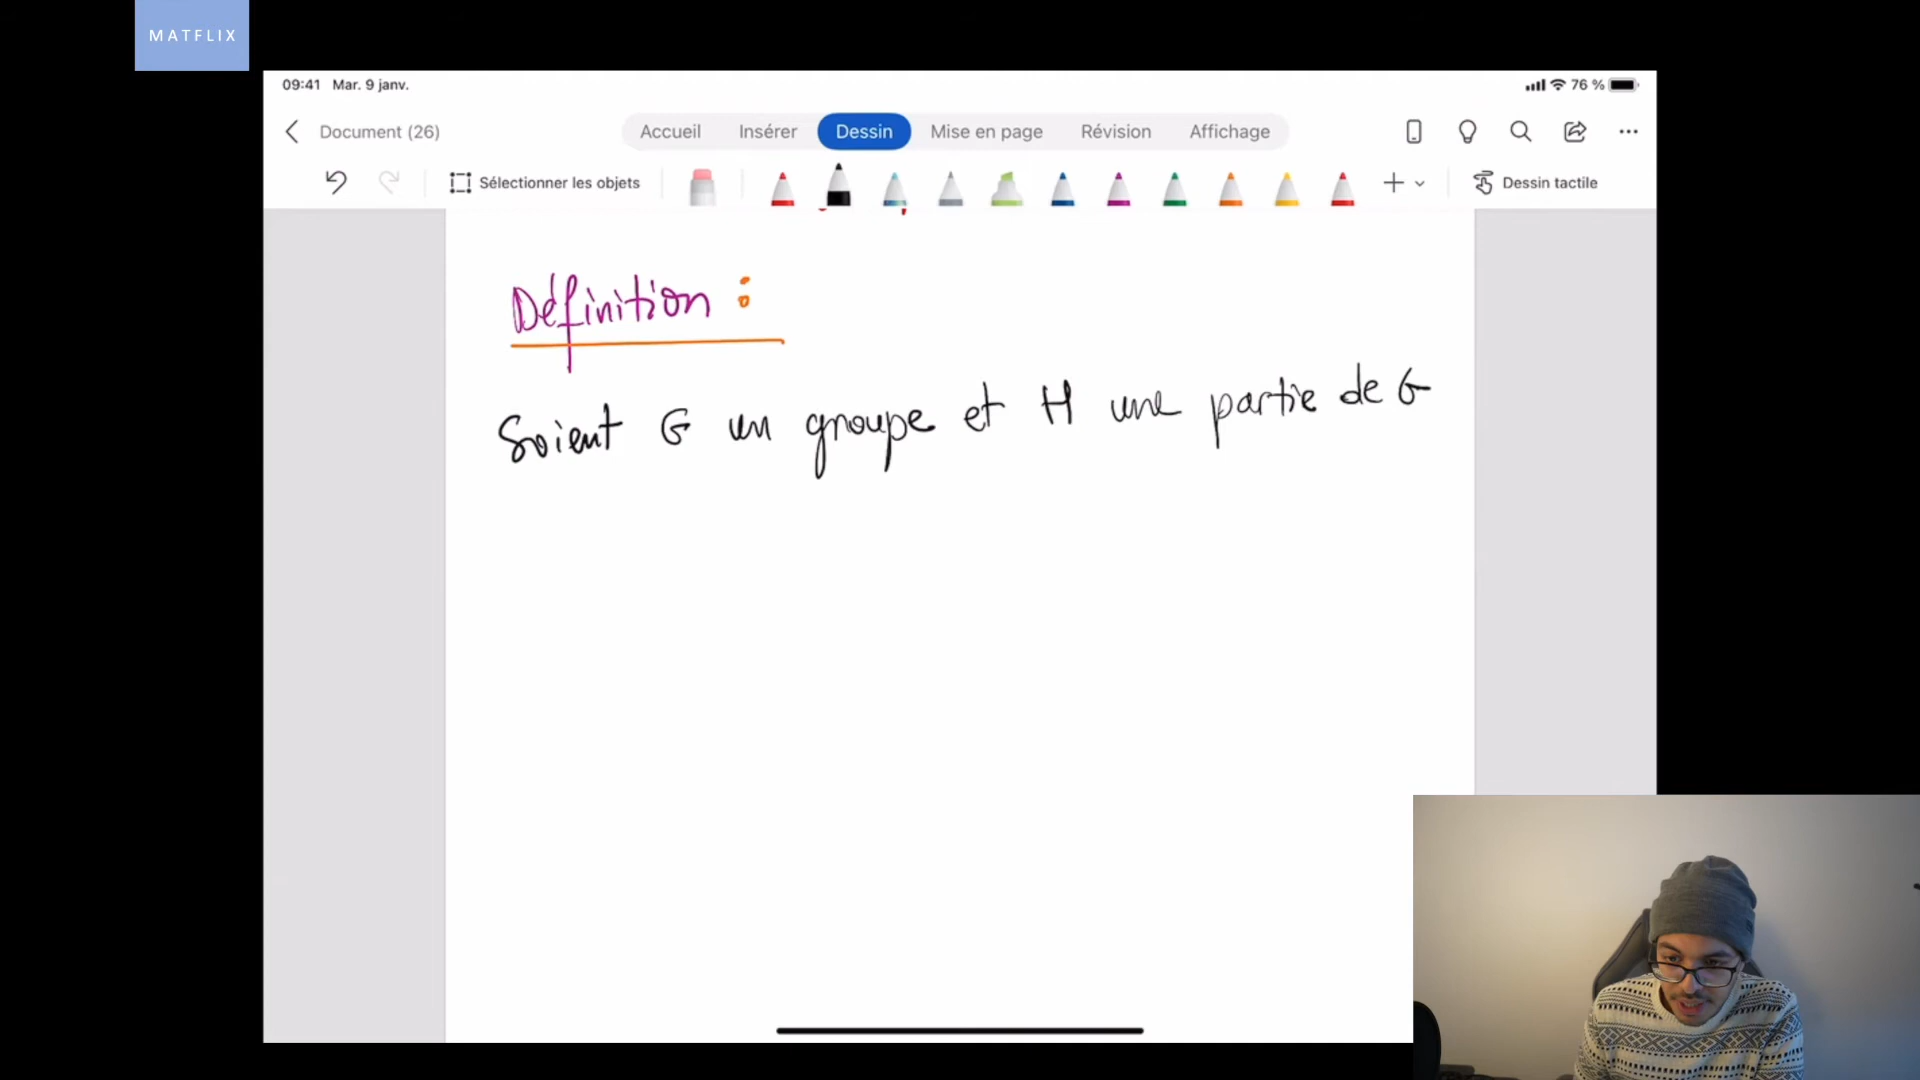 MATFLIX
09:41 Mar. 9 janv.
76 %
Document (26)
Accueil Insérer Dessin Mise en page Révision Affichage
Sélectionner les objets
Dessin tactile
Définition :
Soient G un groupe et H une partie de G